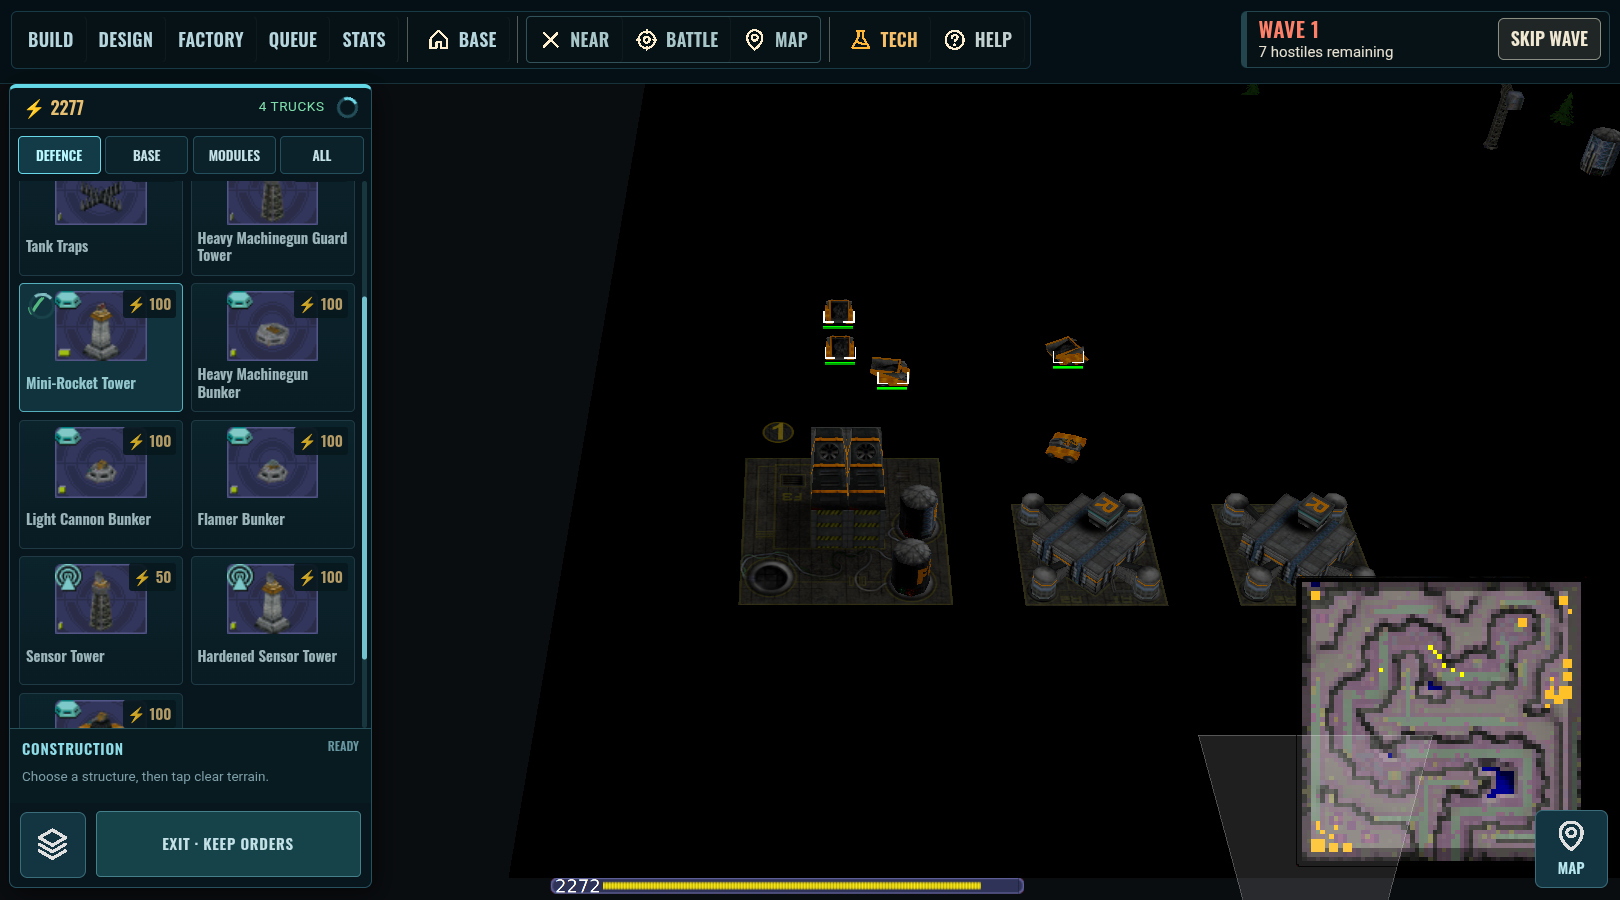 BUILD DESIGN FACTORY QUEUE STATS BASE NEAR BATTLE MAP TECH HELP
WAVE 1
7 hostiles remaining
SKIP WAVE
2277
4 TRUCKS
DEFENCE BASE MODULES ALL
Tank Traps
Heavy Machinegun Guard
Tower
100
Mini-Rocket Tower
100
Heavy Machinegun
Bunker
100
Light Cannon Bunker
100
Flamer Bunker
50
Sensor Tower
100
Hardened Sensor Tower
100
CONSTRUCTION
READY
Choose a structure, then tap clear terrain.
EXIT · KEEP ORDERS
1
R
R
2272
MAP